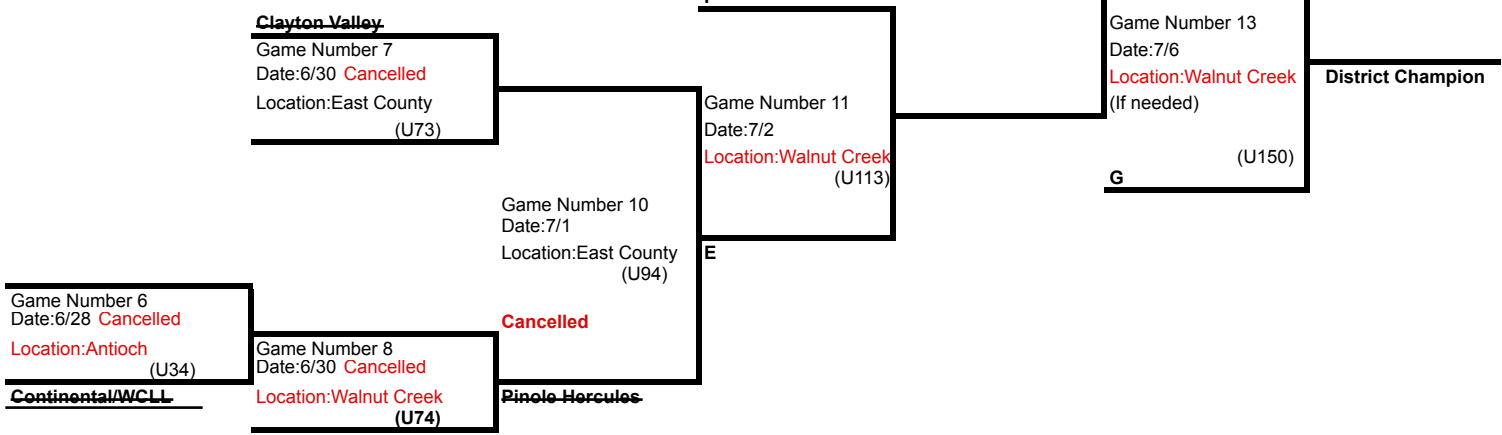 Clayton Valley
Game Number 7
Date:6/30 Cancelled
Location:East County
(U73)
Game Number 13
Date:7/6
Location:Walnut Creek
(If needed)
(U150)
G
District Champion
Game Number 11
Date:7/2
Location:Walnut Creek
(U113)
Game Number 10
Date:7/1
Location:East County
(U94)
E
Cancelled
Game Number 6
Date:6/28 Cancelled
Location:Antioch
(U34)
Continental/WCLL
Game Number 8
Date:6/30 Cancelled
Location:Walnut Creek
(U74)
Pinole Hercules